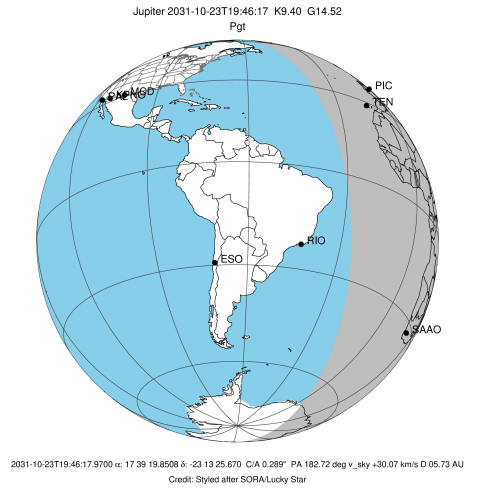 Jupiter 2031-10-23T19:46:17 K9.40 G14.52
Pgt
PIC
TEN
MCD
ESO
RIO
SAAO
2031-10-23T19:46:17.9700 α: 17 39 19.8508 δ: -23 13 25.670 C/A 0.289" PA 182.72 deg v_sky +30.07 km/s D 05.73 AU
Credit: Styled after SORA/Lucky Star